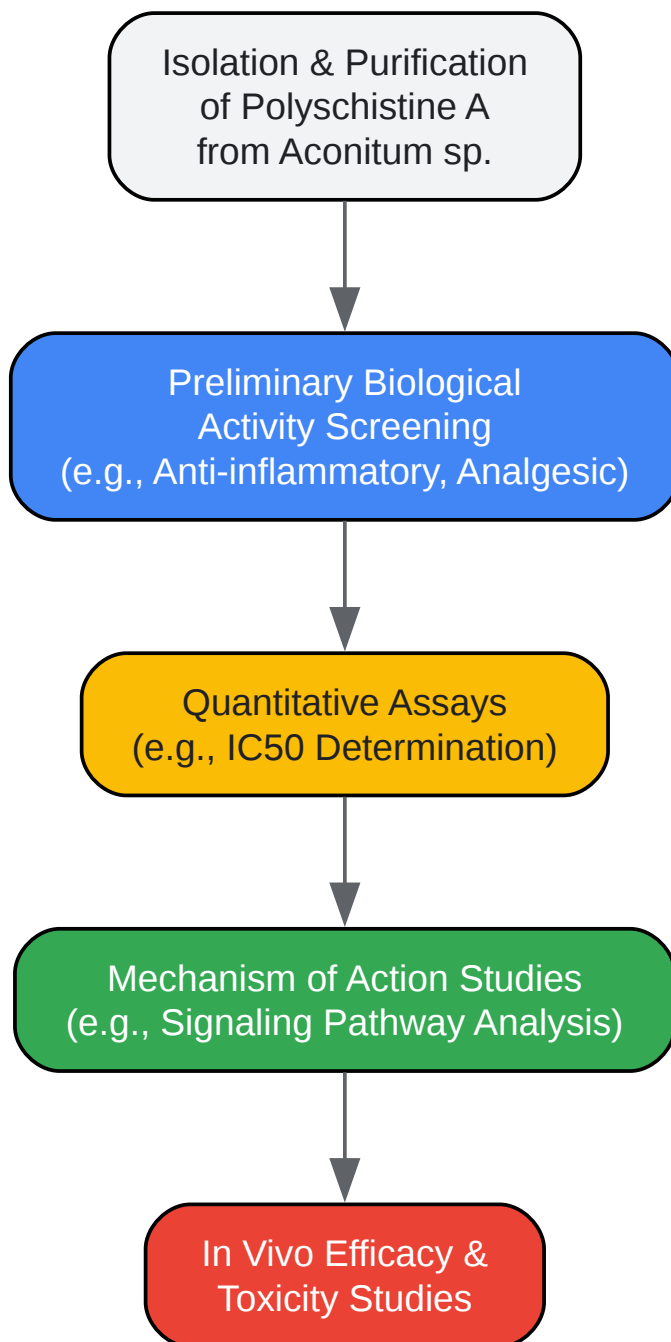 Isolation & Purification
of Polyschistine A
from Aconitum sp.
Preliminary Biological
Activity Screening
(e.g., Anti-inflammatory, Analgesic)
Quantitative Assays
(e.g., IC50 Determination)
Mechanism of Action Studies
(e.g., Signaling Pathway Analysis)
In Vivo Efficacy &
Toxicity Studies